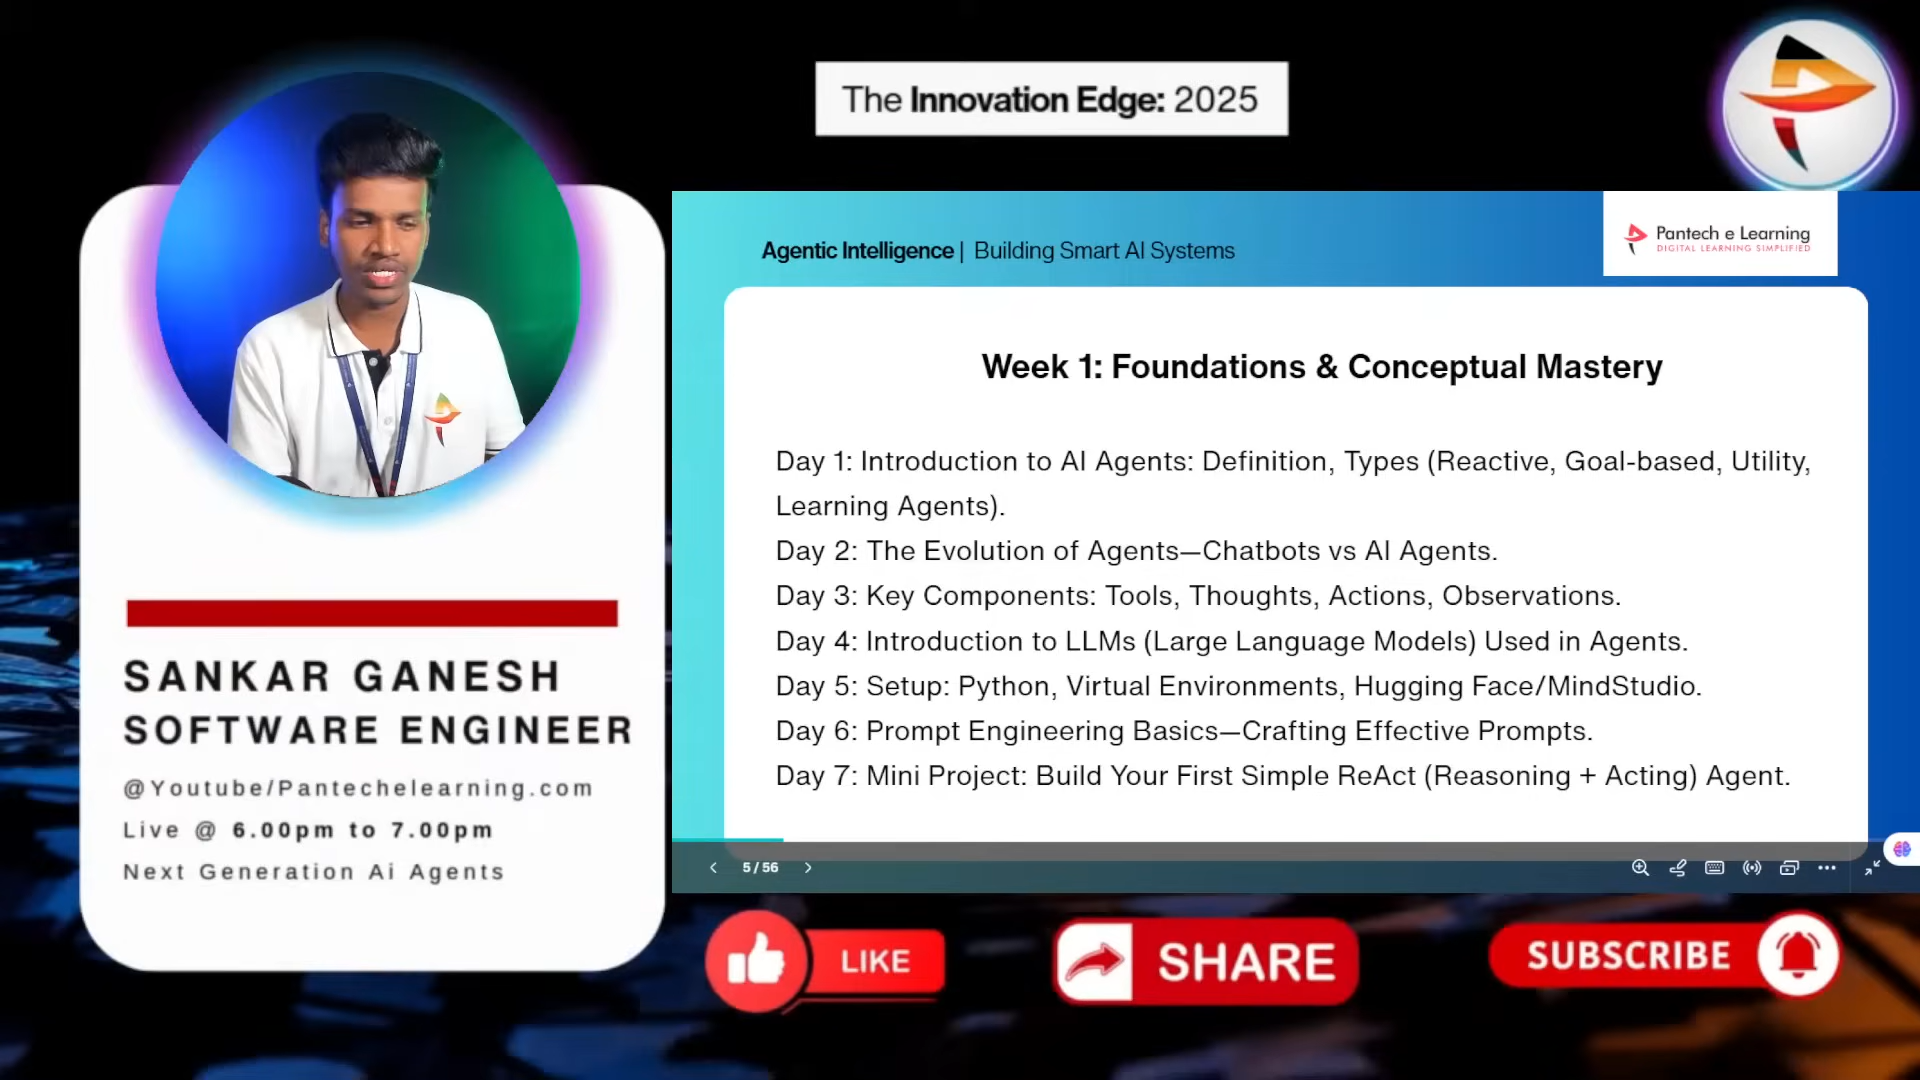 The Innovation Edge: 2025
Agentic Intelligence | Building Smart AI Systems
Pantech e Learning
DIGITAL LEARNING SIMPLIFIED
Week 1: Foundations & Conceptual Mastery
Day 1: Introduction to AI Agents: Definition, Types (Reactive, Goal-based, Utility,
Learning Agents).
Day 2: The Evolution of Agents—Chatbots vs AI Agents.
Day 3: Key Components: Tools, Thoughts, Actions, Observations.
Day 4: Introduction to LLMs (Large Language Models) Used in Agents.
Day 5: Setup: Python, Virtual Environments, Hugging Face/MindStudio.
Day 6: Prompt Engineering Basics—Crafting Effective Prompts.
Day 7: Mini Project: Build Your First Simple ReAct (Reasoning + Acting) Agent.
5 / 56
SANKAR GANESH
SOFTWARE ENGINEER
@Youtube/Pantechelearning.com
Live @ 6.00pm to 7.00pm
Next Generation Ai Agents
LIKE
SHARE
SUBSCRIBE